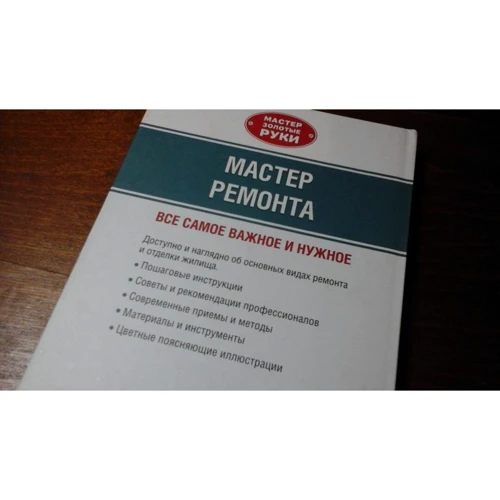 МАСТЕР
ЗОЛОТЫЕ
РУКИ
МАСТЕР
РЕМОНТА
ВСЕ САМОЕ ВАЖНОЕ И НУЖНОЕ
Доступно и наглядно об основных видах ремонта
и отделки жилища.
• Пошаговые инструкции
• Советы и рекомендации профессионалов
• Современные приемы и методы
• Материалы и инструменты
• Цветные поясняющие иллюстрации